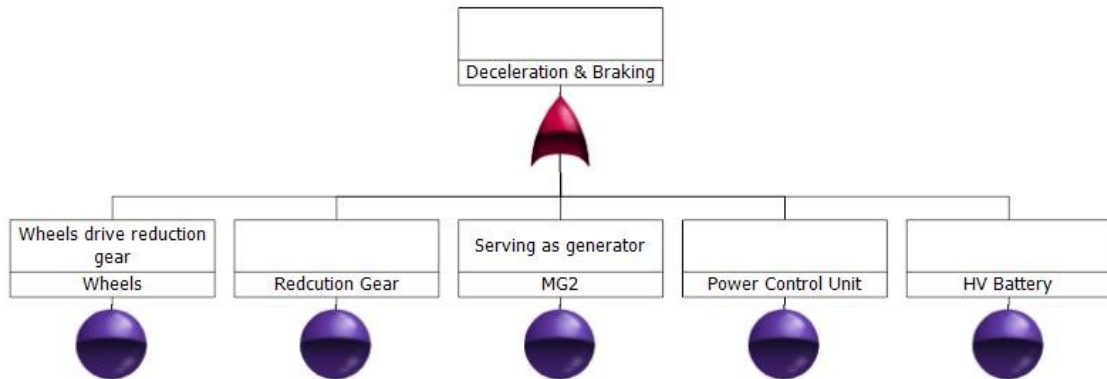 Deceleration & Braking
Wheels drive reduction
gear
Wheels
Redcution Gear
Serving as generator
MG2
Power Control Unit
HV Battery